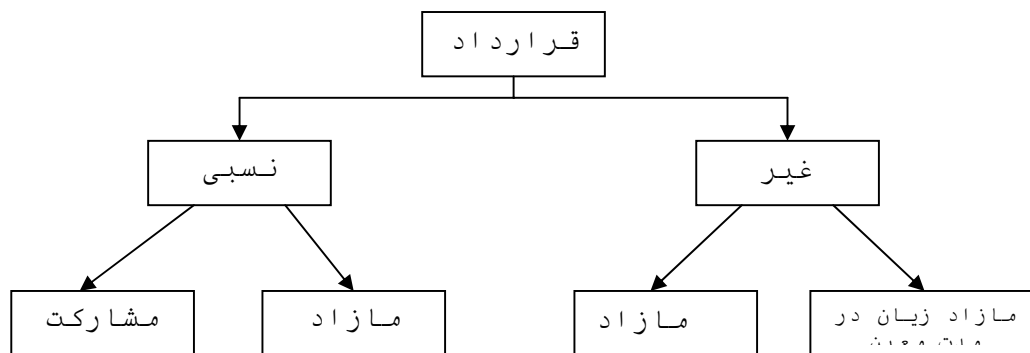 قرارداد
غیر
نسبی
مازاد زیان در
مازاد
مازاد
مشارکت